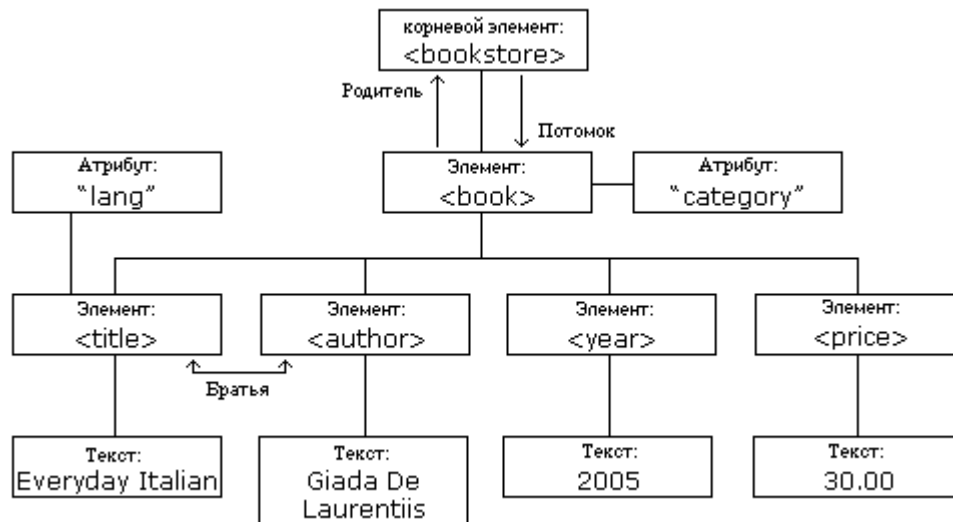 корневой элемент:
<bookstore>
Родитель
Потомок
Атрибут:
“lang”
Элемент:
<book>
Атрибут:
“category”
Элемент:
<title>
Элемент:
<author>
Элемент:
<year>
Элемент:
<price>
Братья
Текст:
Everyday Italian
Текст:
Giada De
Laurentiis
Текст:
2005
Текст:
30.00